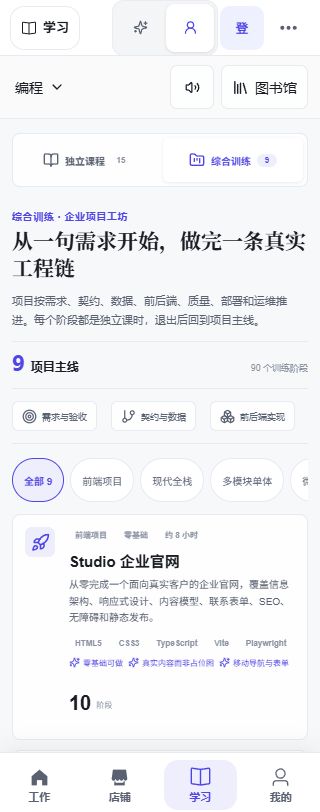 学习
登
编程
图书馆
独立课程 15
综合训练 9
综合训练 · 企业项目工坊
从一句需求开始，做完一条真实
工程链
项目按需求、契约、数据、前后端、质量、部署和运维推
进。每个阶段都是独立课时，退出后回到项目主线。
9 项目主线
90 个训练阶段
需求与验收
契约与数据
前后端实现
全部 9
前端项目
现代全栈
多模块单体
前端项目 零基础 约 8 小时
Studio 企业官网
从零完成一个面向真实客户的企业官网，覆盖信息
架构、响应式设计、内容模型、联系表单、SEO、
无障碍和静态发布。
HTML5 CSS3 TypeScript Vite Playwright
零基础可做 真实内容而非占位图 移动导航与表单
10 阶段
工作
店铺
学习
我的